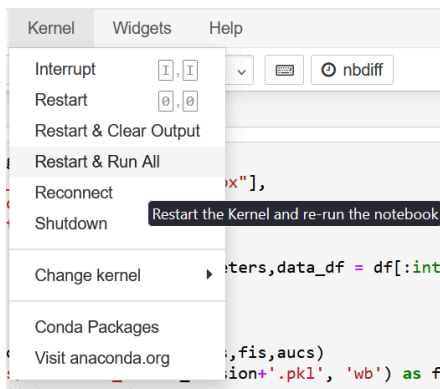 Kernel Widgets Help
Interrupt I,I
nbdiff
Restart 0,0
Restart & Clear Output
Restart & Run All
x"],
Reconnect
Restart the Kernel and re-run the notebook
Shutdown
eters,data_df = df[:int
Change kernel
Conda Packages
s,fis,aucs)
Visit anaconda.org
sion+'.pkl', 'wb') as f